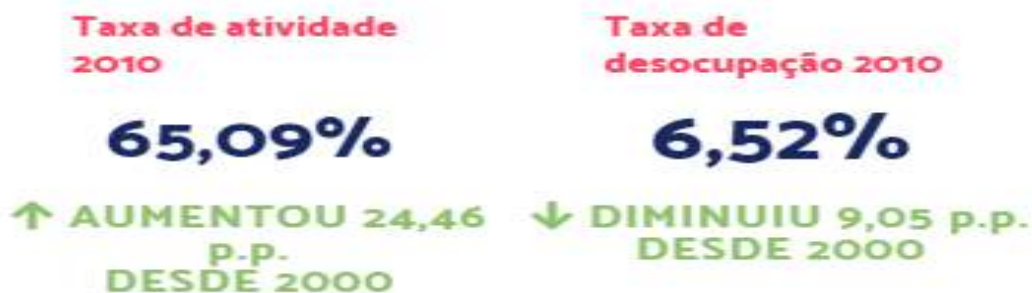 Taxa de atividade
2010
65,09%
↑ AUMENTOU 24,46
p.p.
DESDE 2000
Taxa de
desocupação 2010
6,52%
↓ DIMINUIU 9,05 p.p.
DESDE 2000